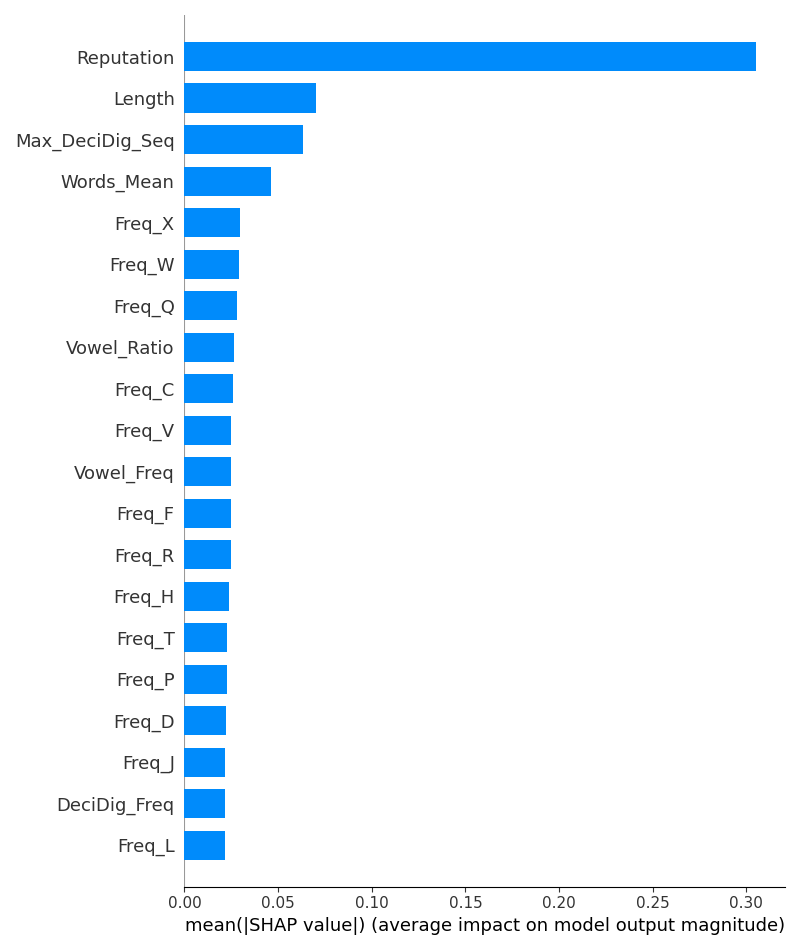 Reputation
Length
Max_DeciDig_Seq
Words_Mean
Freq_X
Freq_W
Freq_Q
Vowel_Ratio
Freq_C
Freq_V
Vowel_Freq
Freq_F
Freq_R
Freq_H
Freq_T
Freq_P
Freq_D
Freq_J
DeciDig_Freq
Freq_L
0.00 0.05 0.10 0.15 0.20 0.25 0.30
mean(|SHAP value|) (average impact on model output magnitude)